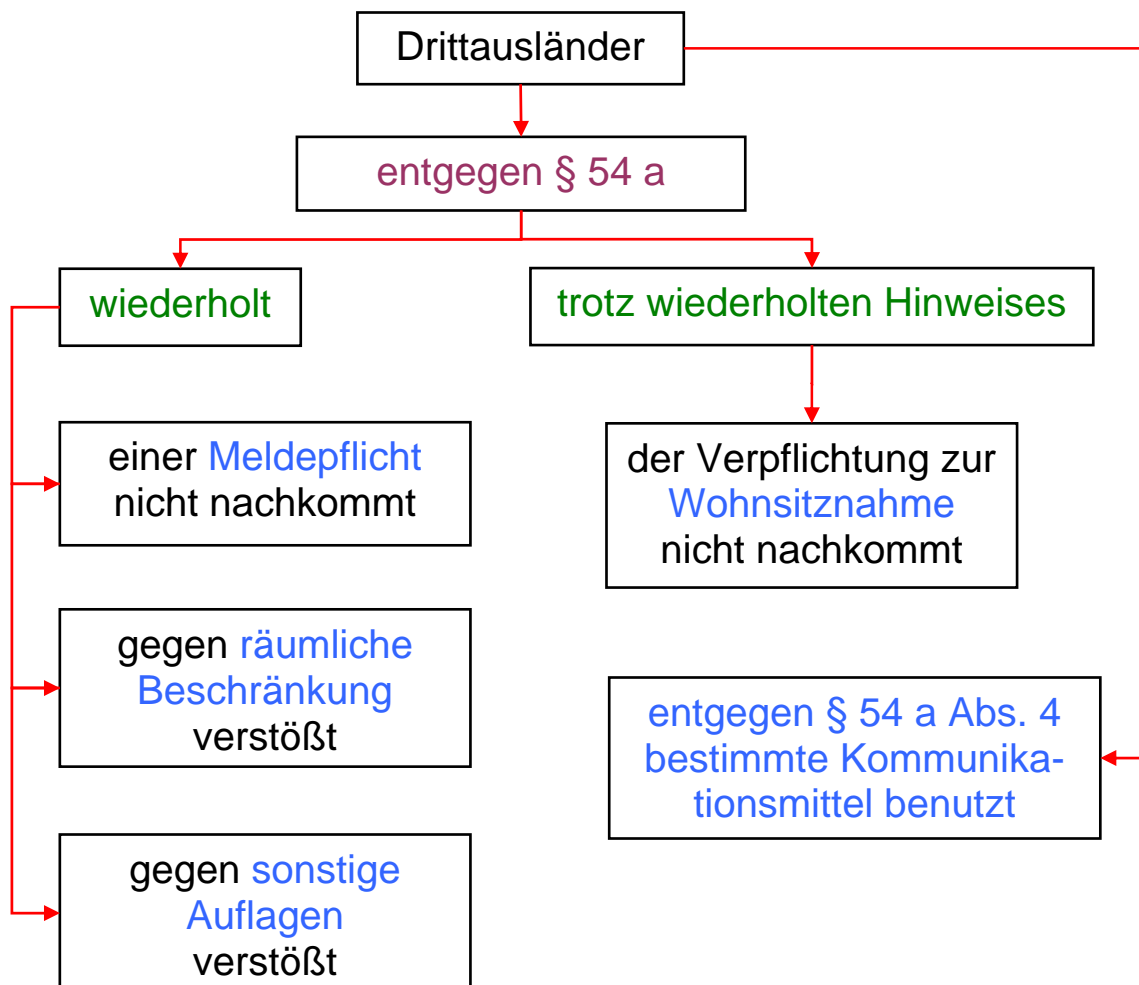 Drittausländer
entgegen § 54 a
wiederholt
trotz wiederholten Hinweises
einer Meldepflicht
nicht nachkommt
der Verpflichtung zur
Wohnsitznahme
nicht nachkommt
gegen räumliche
Beschränkung
verstößt
entgegen § 54 a Abs. 4
bestimmte Kommunika-
tionsmittel benutzt
gegen sonstige
Auflagen
verstößt